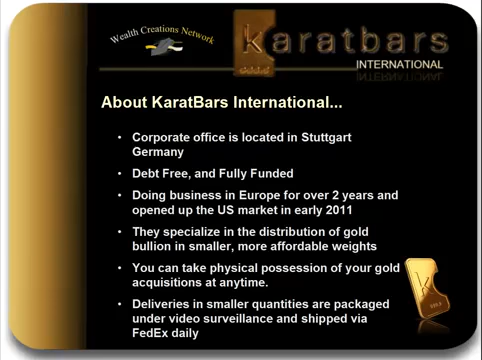 Wealth Creations Network
karatbars
INTERNATIONAL
About KaratBars International...
• Corporate office is located in Stuttgart
Germany
• Debt Free, and Fully Funded
• Doing business in Europe for over 2 years and
opened up the US market in early 2011
• They specialize in the distribution of gold
bullion in smaller, more affordable weights
• You can take physical possession of your gold
acquisitions at anytime.
• Deliveries in smaller quantities are packaged
under video surveillance and shipped via
FedEx daily